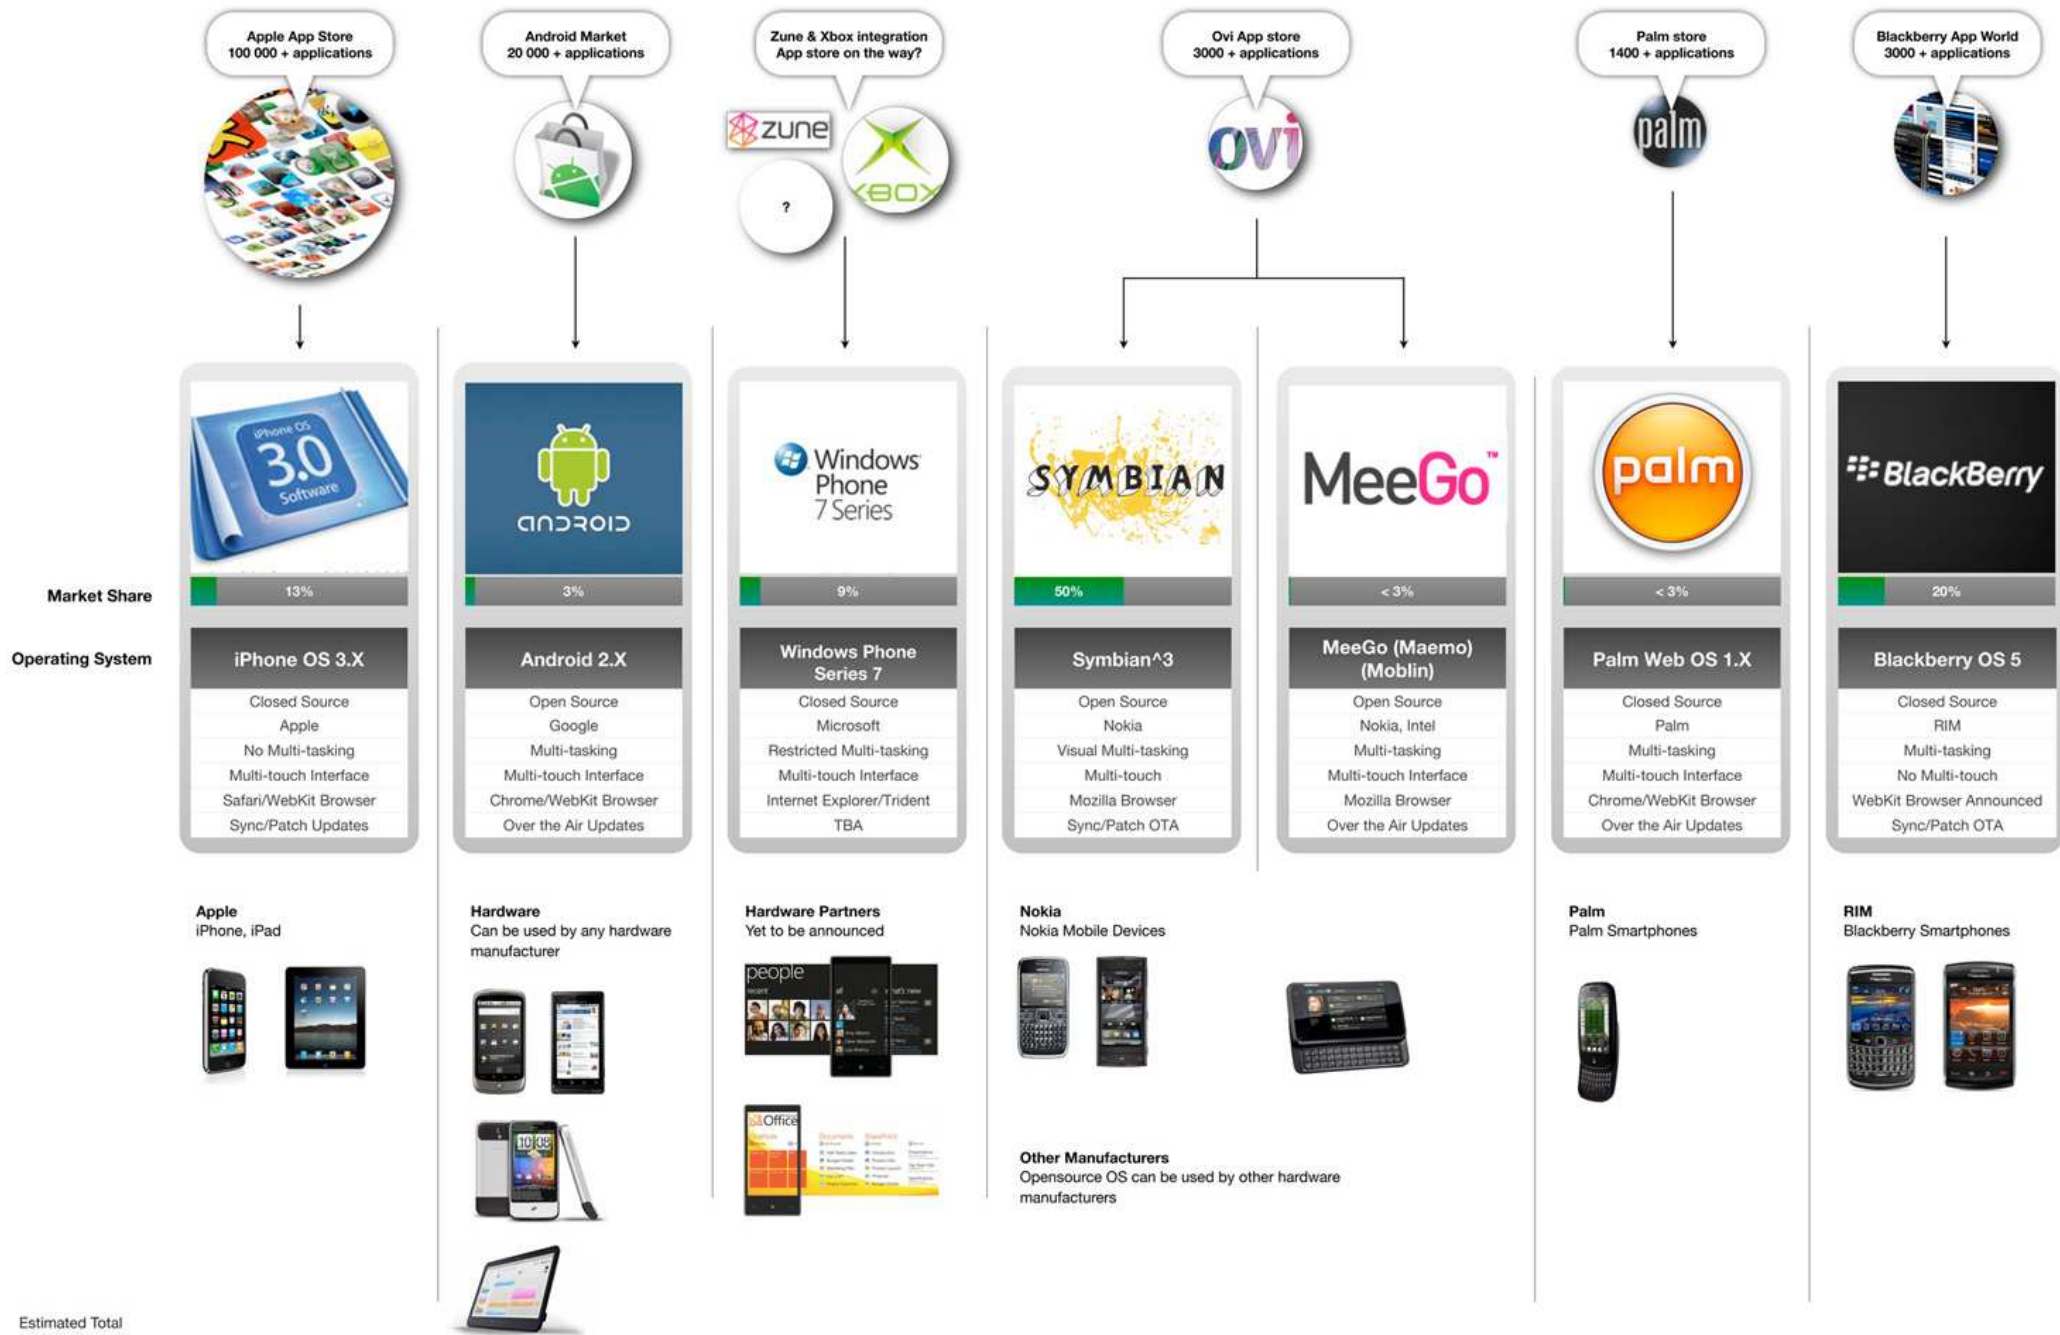 Apple App Store
100 000 + applications
Android Market
20 000 + applications
Zune & Xbox integration
App store on the way?
Ovi App store
3000 + applications
Palm store
1400 + applications
Blackberry App World
3000 + applications
zune
?
XBOX
ovi
palm
iPhone OS
3.0
Software
ANDROID
Windows
Phone
7 Series
SYMBIAN
MeeGo™
palm
BlackBerry
Market Share
13%
3%
9%
50%
< 3%
< 3%
20%
Operating System
iPhone OS 3.X
Android 2.X
Windows Phone
Series 7
Symbian^3
MeeGo (Maemo)
(Moblin)
Palm Web OS 1.X
Blackberry OS 5
Closed Source
Apple
No Multi-tasking
Multi-touch Interface
Safari/WebKit Browser
Sync/Patch Updates
Open Source
Google
Multi-tasking
Multi-touch Interface
Chrome/WebKit Browser
Over the Air Updates
Closed Source
Microsoft
Restricted Multi-tasking
Multi-touch Interface
Internet Explorer/Trident
TBA
Open Source
Nokia
Visual Multi-tasking
Multi-touch
Mozilla Browser
Sync/Patch OTA
Open Source
Nokia, Intel
Multi-tasking
Multi-touch Interface
Mozilla Browser
Over the Air Updates
Closed Source
Palm
Multi-tasking
Multi-touch Interface
Chrome/WebKit Browser
Over the Air Updates
Closed Source
RIM
Multi-tasking
No Multi-touch
WebKit Browser Announced
Sync/Patch OTA
Apple
iPhone, iPad
Hardware
Can be used by any hardware
manufacturer
10 08
Hardware Partners
Yet to be announced
people
recent
all
what's new
Office
Documents
SharePoint
Nokia
Nokia Mobile Devices
Other Manufacturers
Opensource OS can be used by other hardware
manufacturers
Palm
Palm Smartphones
RIM
Blackberry Smartphones
Estimated Total